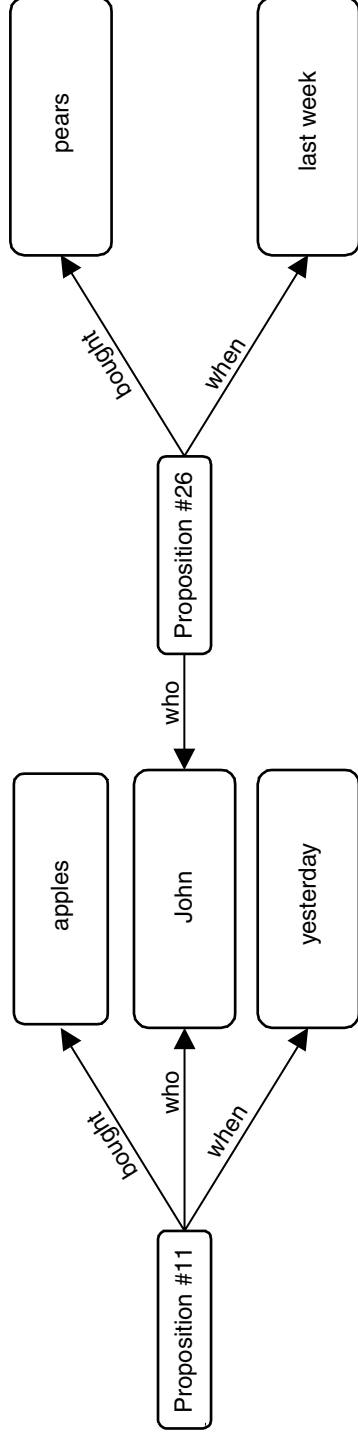 Proposition #11
bought
who
when
apples
John
yesterday
who
Proposition #26
bought
when
pears
last week